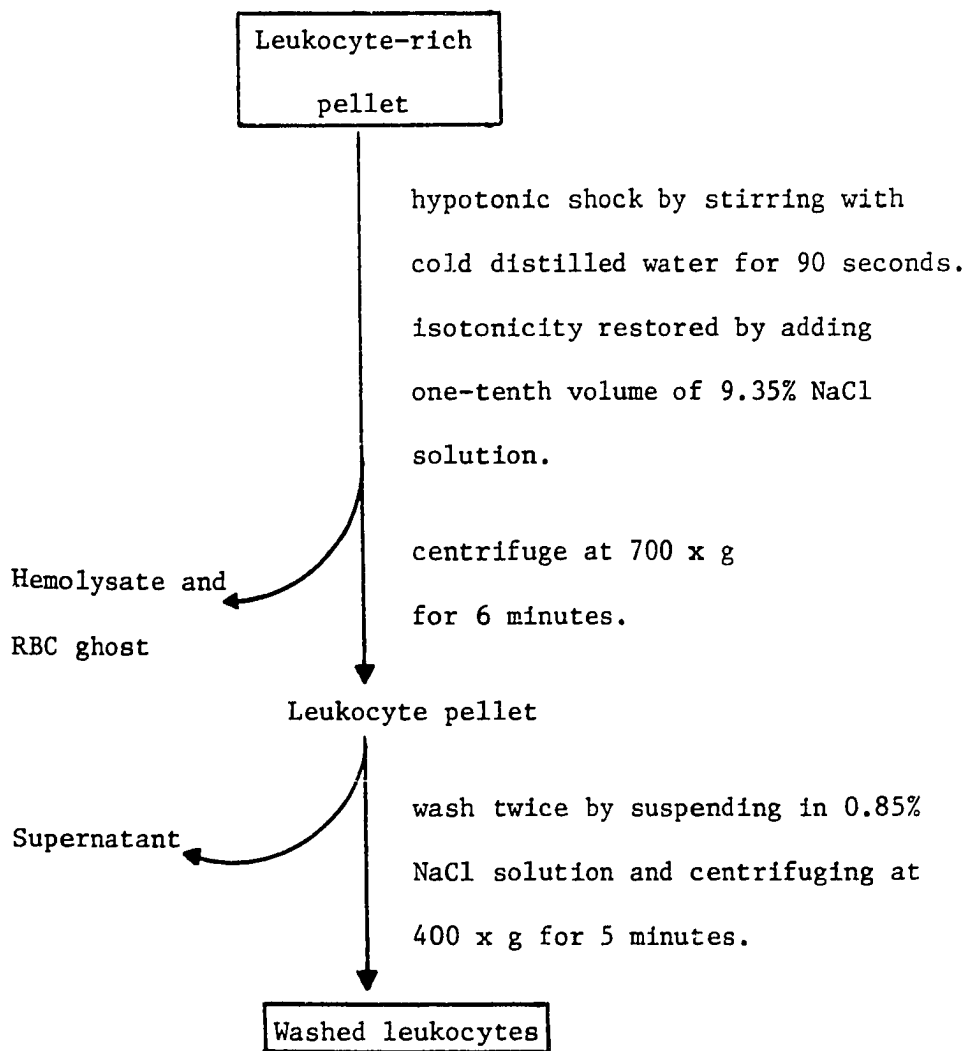 Leukocyte-rich
pellet
hypotonic shock by stirring with
cold distilled water for 90 seconds.
isotonicity restored by adding
one-tenth volume of 9.35% NaCl
solution.
centrifuge at 700 x g
for 6 minutes.
Hemolysate and
RBC ghost
Leukocyte pellet
wash twice by suspending in 0.85%
NaCl solution and centrifuging at
400 x g for 5 minutes.
Supernatant
Washed leukocytes